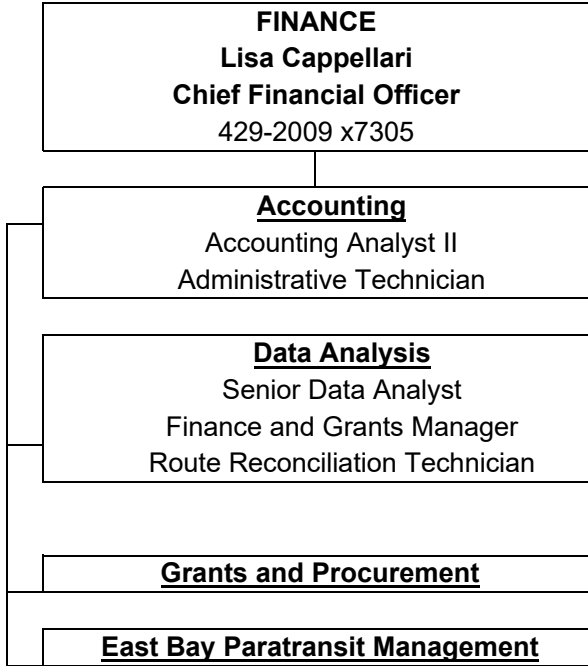 FINANCE
Lisa Cappellari
Chief Financial Officer
429-2009 x7305
Accounting
Accounting Analyst II
Administrative Technician
Data Analysis
Senior Data Analyst
Finance and Grants Manager
Route Reconciliation Technician
Grants and Procurement
East Bay Paratransit Management